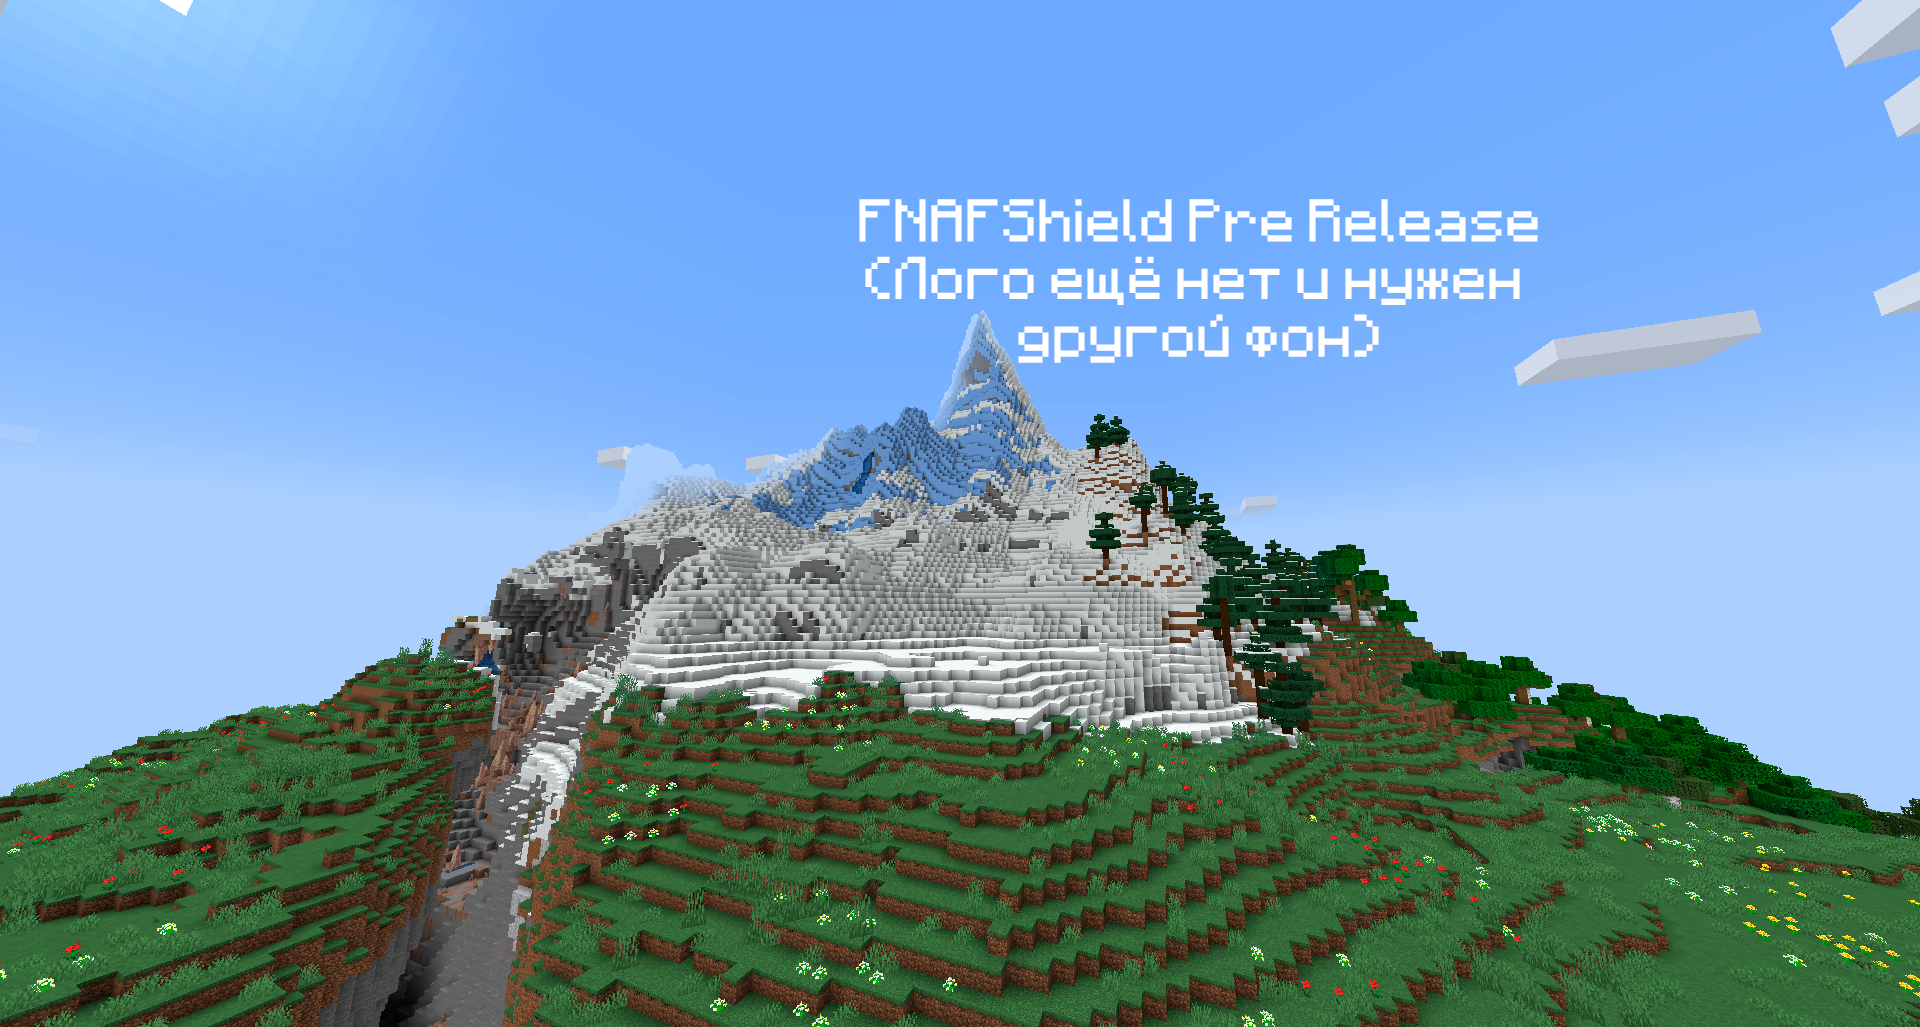 FNAFShield Pre Release
(Лого ещё нет и нужен
другой фон)